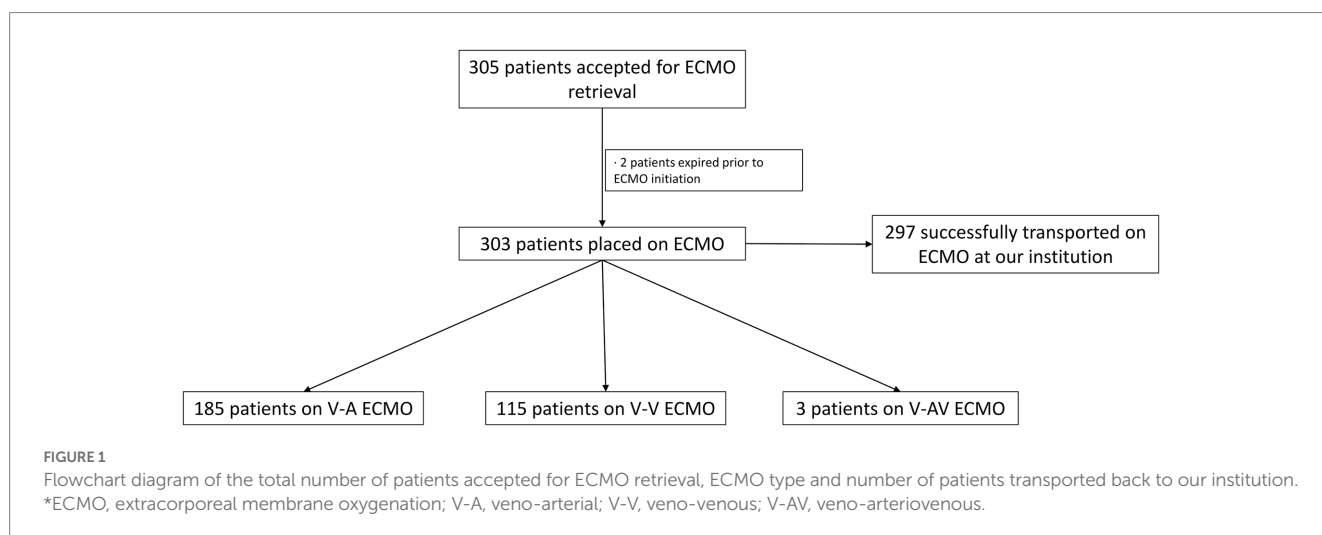 305 patients accepted for ECMO
retrieval
· 2 patients expired prior to
ECMO initiation
303 patients placed on ECMO
297 successfully transported on
ECMO at our institution
185 patients on V-A ECMO
115 patients on V-V ECMO
3 patients on V-AV ECMO
FIGURE 1
Flowchart diagram of the total number of patients accepted for ECMO retrieval, ECMO type and number of patients transported back to our institution.
*ECMO, extracorporeal membrane oxygenation; V-A, veno-arterial; V-V, veno-venous; V-AV, veno-arteriovenous.